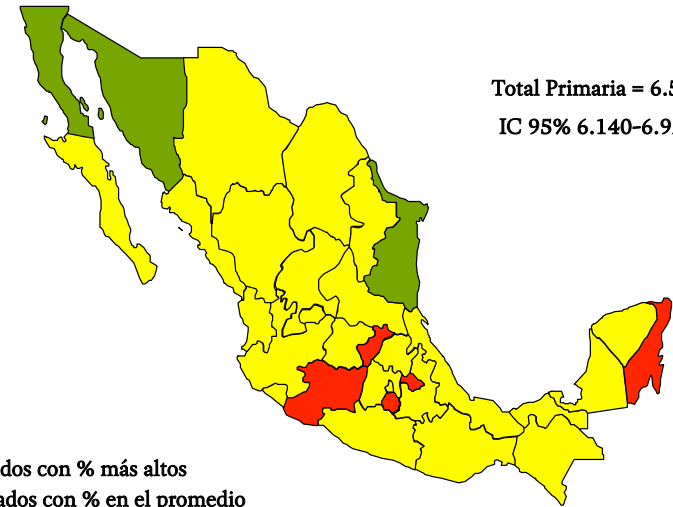 Total Primaria = 6.5
IC 95% 6.140-6.9
dos con % más altos
ados con % en el promedio